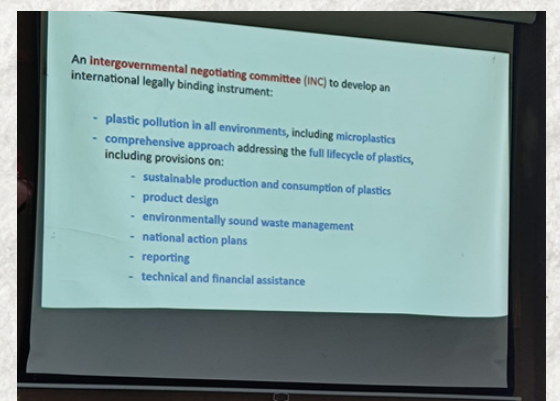 An intergovernmental negotiating committee (INC) to develop an
international legally binding instrument:
- plastic pollution in all environments, including microplastics
- comprehensive approach addressing the full lifecycle of plastics,
including provisions on:
- sustainable production and consumption of plastics
- product design
- environmentally sound waste management
- national action plans
- reporting
- technical and financial assistance